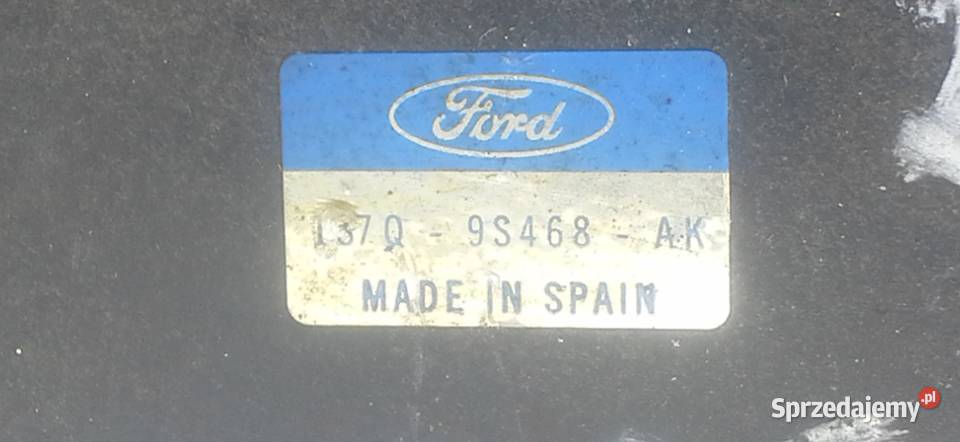 Ford
137Q - 9S468 - AK
MADE IN SPAIN
Sprzedajemy.pl